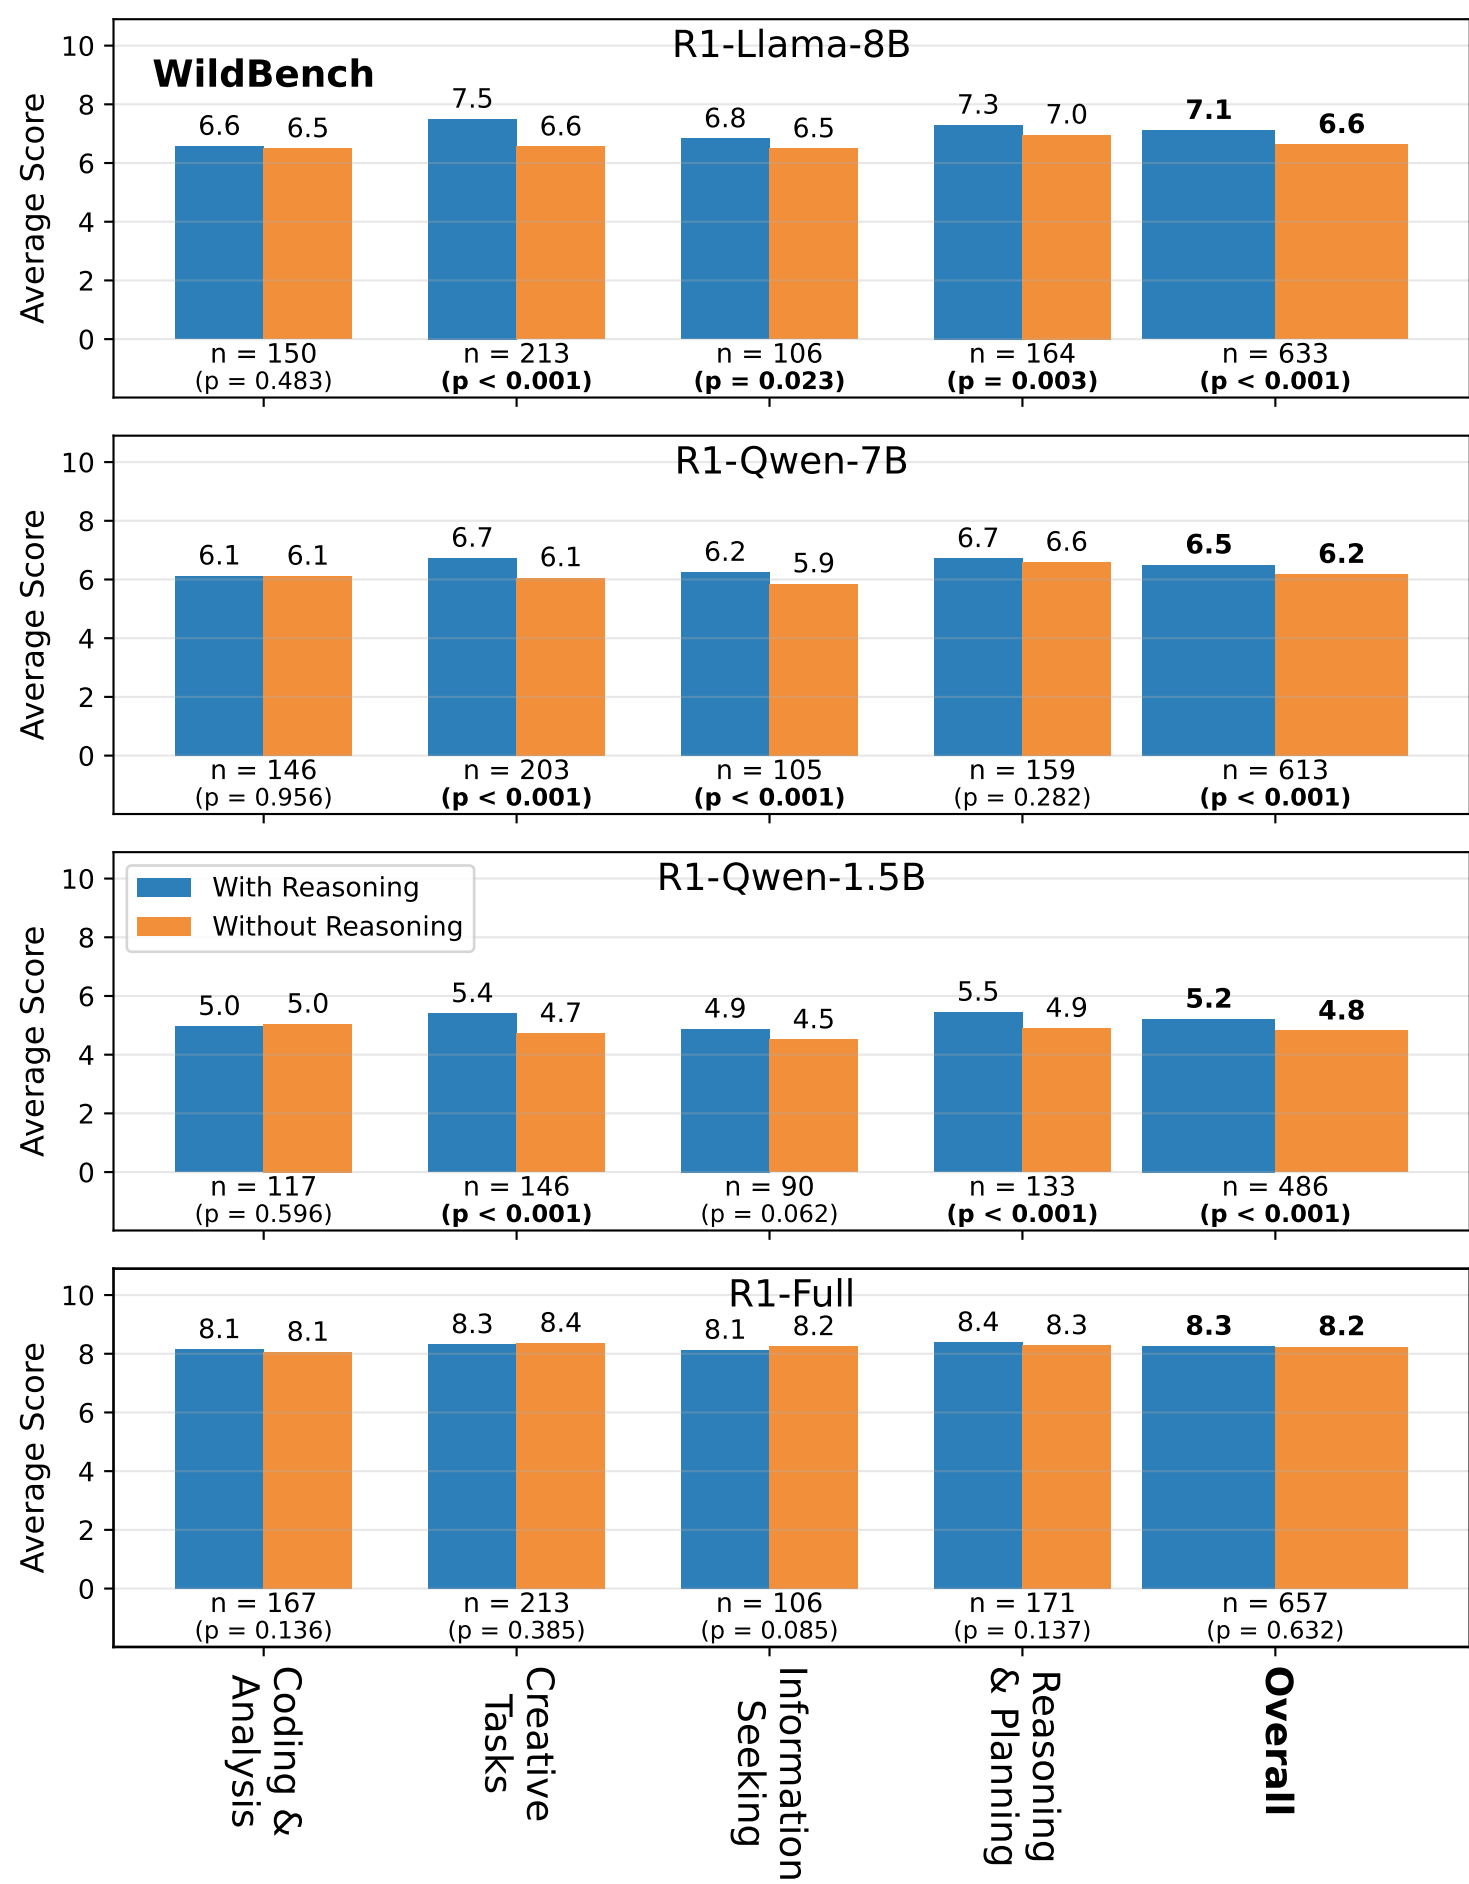 R1-Llama-8B
WildBench
Average Score
10
8
6
4
2
0
6.6 6.5 7.5 6.6 6.8 6.5 7.3 7.0 7.1 6.6
n = 150 n = 213 n = 106 n = 164 n = 633
(p = 0.483) (p < 0.001) (p = 0.023) (p = 0.003) (p < 0.001)
R1-Qwen-7B
Average Score
10
8
6
4
2
0
6.1 6.1 6.7 6.1 6.2 5.9 6.7 6.6 6.5 6.2
n = 146 n = 203 n = 105 n = 159 n = 613
(p = 0.956) (p < 0.001) (p < 0.001) (p = 0.282) (p < 0.001)
R1-Qwen-1.5B
With Reasoning
Without Reasoning
Average Score
10
8
6
4
2
0
5.0 5.0 5.4 4.7 4.9 4.5 5.5 4.9 5.2 4.8
n = 117 n = 146 n = 90 n = 133 n = 486
(p = 0.596) (p < 0.001) (p = 0.062) (p < 0.001) (p < 0.001)
R1-Full
Average Score
10
8
6
4
2
0
8.1 8.1 8.3 8.4 8.1 8.2 8.4 8.3 8.3 8.2
n = 167 n = 213 n = 106 n = 171 n = 657
(p = 0.136) (p = 0.385) (p = 0.085) (p = 0.137) (p = 0.632)
Coding &
Analysis
Creative
Tasks
Information
Seeking
Reasoning
& Planning
Overall